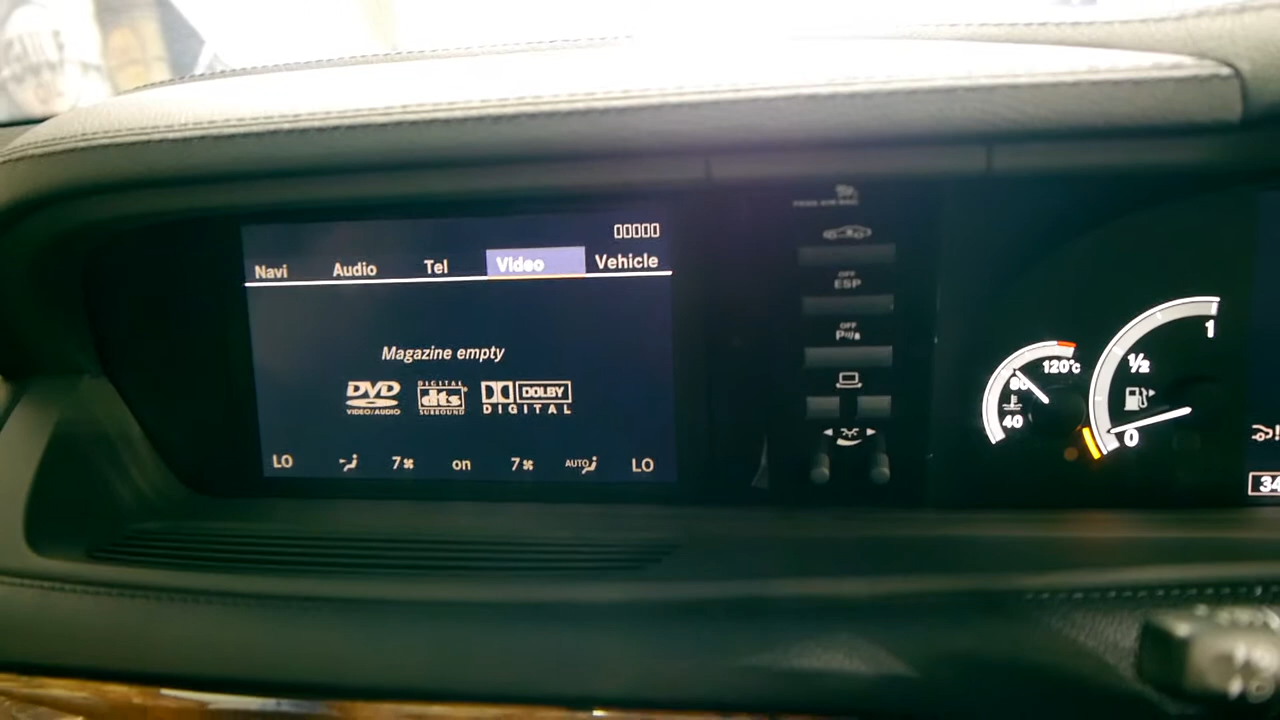 00000
Navi Audio Tel Video Vehicle
Magazine empty
DVD
VIDEO/AUDIO
DIGITAL
dts
SURROUND
DOLBY
DIGITAL
LO 7 on 7 AUTO LO
OFF
ESP
OFF
P
120°C
80
40
1
½
0
34